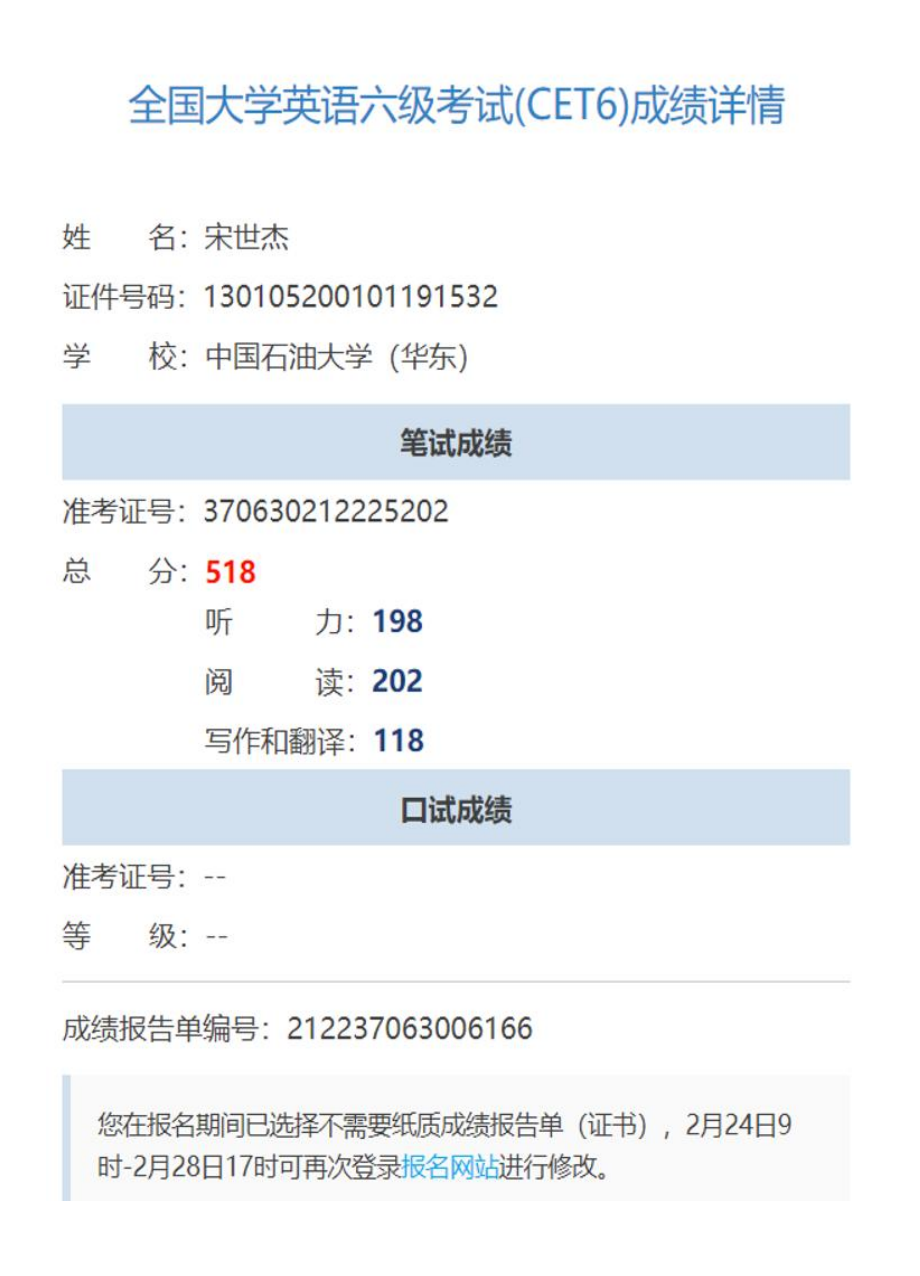 全国大学英语六级考试(CET6)成绩详情
姓 名：宋世杰
证件号码：130105200101191532
学 校：中国石油大学（华东）
笔试成绩
准考证号：370630212225202
总 分：518
听 力：198
阅 读：202
写作和翻译：118
口试成绩
准考证号：--
等 级：--
成绩报告单编号：212237063006166
您在报名期间已选择不需要纸质成绩报告单（证书），2月24日9
时-2月28日17时可再次登录报名网站进行修改。